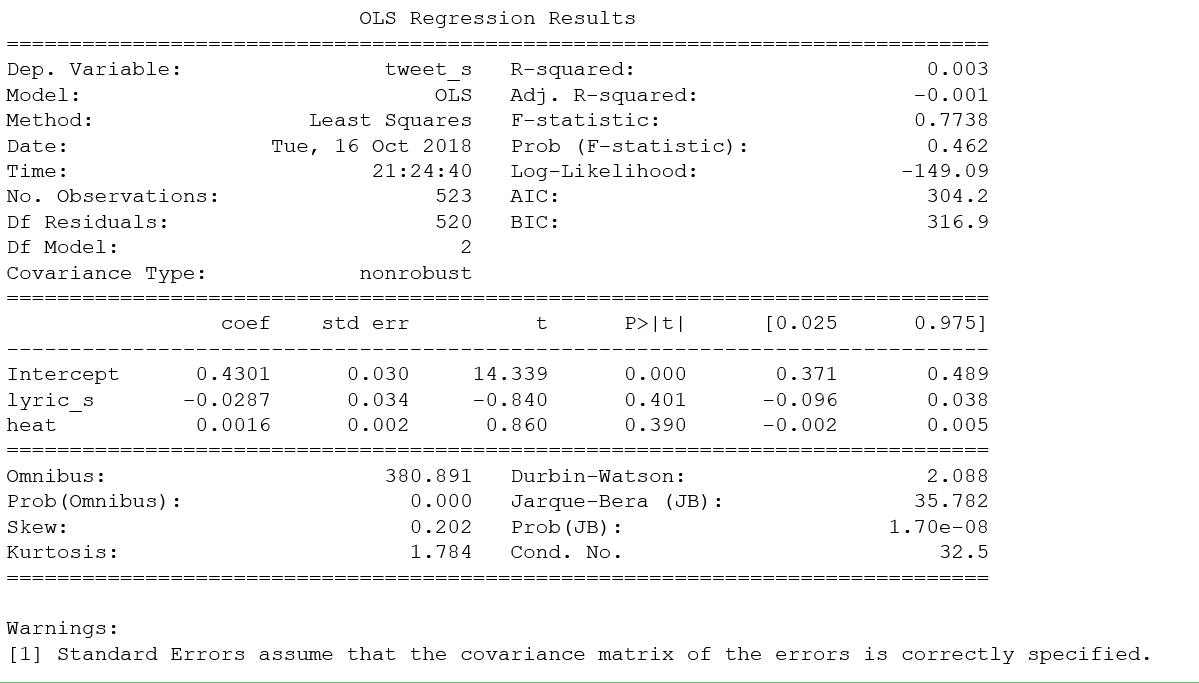 OLS Regression Results
==============================================================================
Dep. Variable:                tweet_s   R-squared:                       0.003
Model:                            OLS   Adj. R-squared:                 -0.001
Method:                 Least Squares   F-statistic:                    0.7738
Date:                Tue, 16 Oct 2018   Prob (F-statistic):              0.462
Time:                        21:24:40   Log-Likelihood:                -149.09
No. Observations:                 523   AIC:                             304.2
Df Residuals:                     520   BIC:                             316.9
Df Model:                           2
Covariance Type:            nonrobust
==============================================================================
                 coef    std err          t      P>|t|      [0.025      0.975]
------------------------------------------------------------------------------
Intercept      0.4301      0.030     14.339      0.000       0.371       0.489
lyric_s       -0.0287      0.034     -0.840      0.401      -0.096       0.038
heat           0.0016      0.002      0.860      0.390      -0.002       0.005
==============================================================================
Omnibus:                      380.891   Durbin-Watson:                   2.088
Prob(Omnibus):                  0.000   Jarque-Bera (JB):               35.782
Skew:                           0.202   Prob(JB):                     1.70e-08
Kurtosis:                       1.784   Cond. No.                         32.5
==============================================================================
Warnings:
[1] Standard Errors assume that the covariance matrix of the errors is correctly specified.